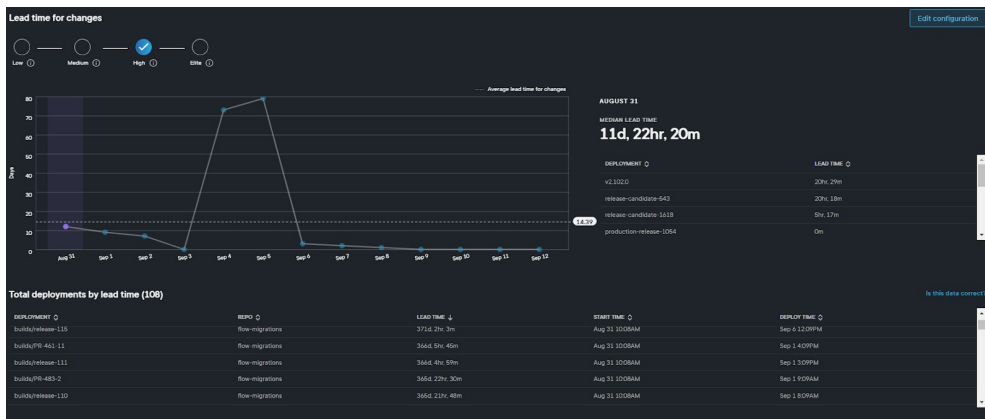 Lead time for changes
Edit configuration
Low Medium High Elite
Average lead time for changes
80
70
60
50
40
30
20
10
0
Days
14.39
Aug 31 Sep 1 Sep 2 Sep 3 Sep 4 Sep 5 Sep 6 Sep 7 Sep 8 Sep 9 Sep 10 Sep 11 Sep 12
AUGUST 31
MEDIAN LEAD TIME
11d, 22hr, 20m
DEPLOYMENT LEAD TIME
v2.102.0 20hr, 29m
release-candidate-543 20hr, 18m
release-candidate-1618 5hr, 17m
production-release-1054 0m
Total deployments by lead time (108)
Is this data correct?
DEPLOYMENT REPO LEAD TIME START TIME DEPLOY TIME
builds/release-115 flow-migrations 371d, 2hr, 3m Aug 31 10:08AM Sep 6 12:09PM
builds/PR-461-11 flow-migrations 366d, 5hr, 45m Aug 31 10:08AM Sep 1 4:09PM
builds/release-111 flow-migrations 366d, 4hr, 59m Aug 31 10:08AM Sep 1 3:09PM
builds/PR-483-2 flow-migrations 365d, 22hr, 30m Aug 31 10:08AM Sep 1 9:09AM
builds/release-110 flow-migrations 365d, 21hr, 48m Aug 31 10:08AM Sep 1 8:09AM